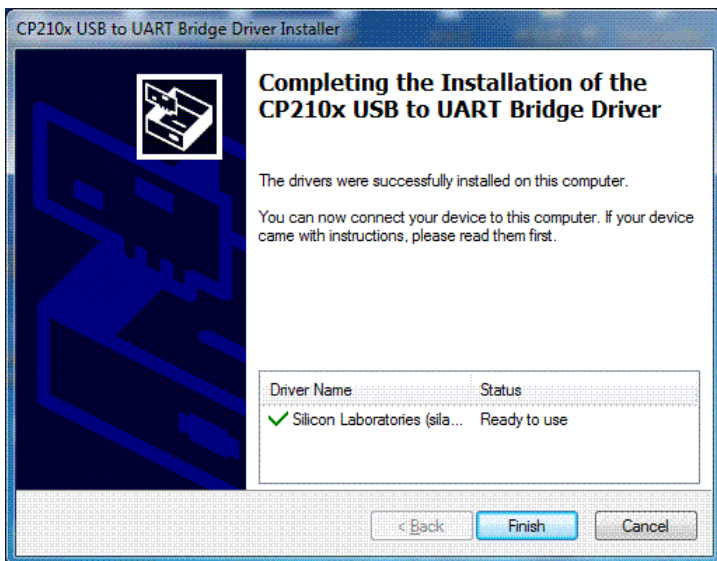 CP210x USB to UART Bridge Driver Installer
Completing the Installation of the
CP210x USB to UART Bridge Driver
The drivers were successfully installed on this computer.
You can now connect your device to this computer. If your device
came with instructions, please read them first.
Driver Name Status
Silicon Laboratories (sila... Ready to use
< Back Finish Cancel